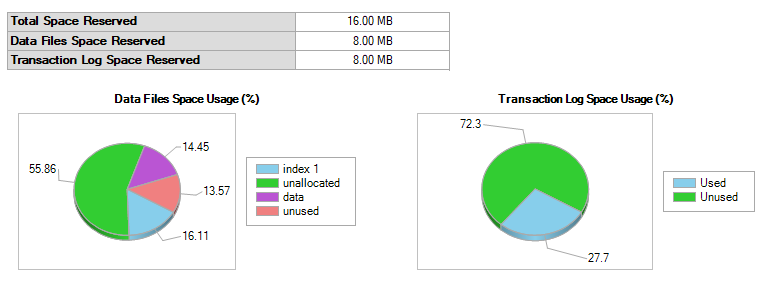 Total Space Reserved 16.00 MB
Data Files Space Reserved 8.00 MB
Transaction Log Space Reserved 8.00 MB
Data Files Space Usage (%)
55.86
14.45
13.57
16.11
index 1
unallocated
data
unused
Transaction Log Space Usage (%)
72.3
27.7
Used
Unused